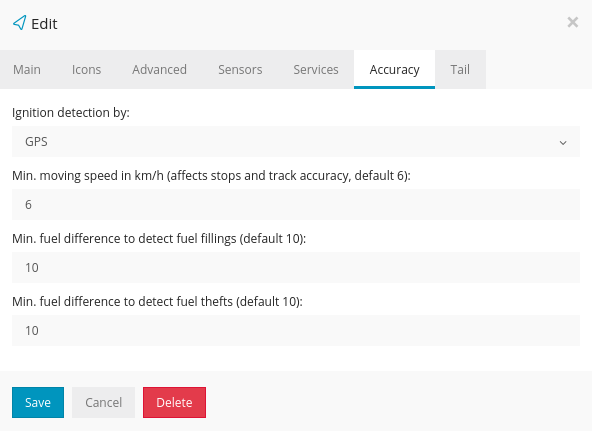 Edit
Main Icons Advanced Sensors Services Accuracy Tail
Ignition detection by:
GPS
Min. moving speed in km/h (affects stops and track accuracy, default 6):
6
Min. fuel difference to detect fuel fillings (default 10):
10
Min. fuel difference to detect fuel thefts (default 10):
10
Save Cancel Delete